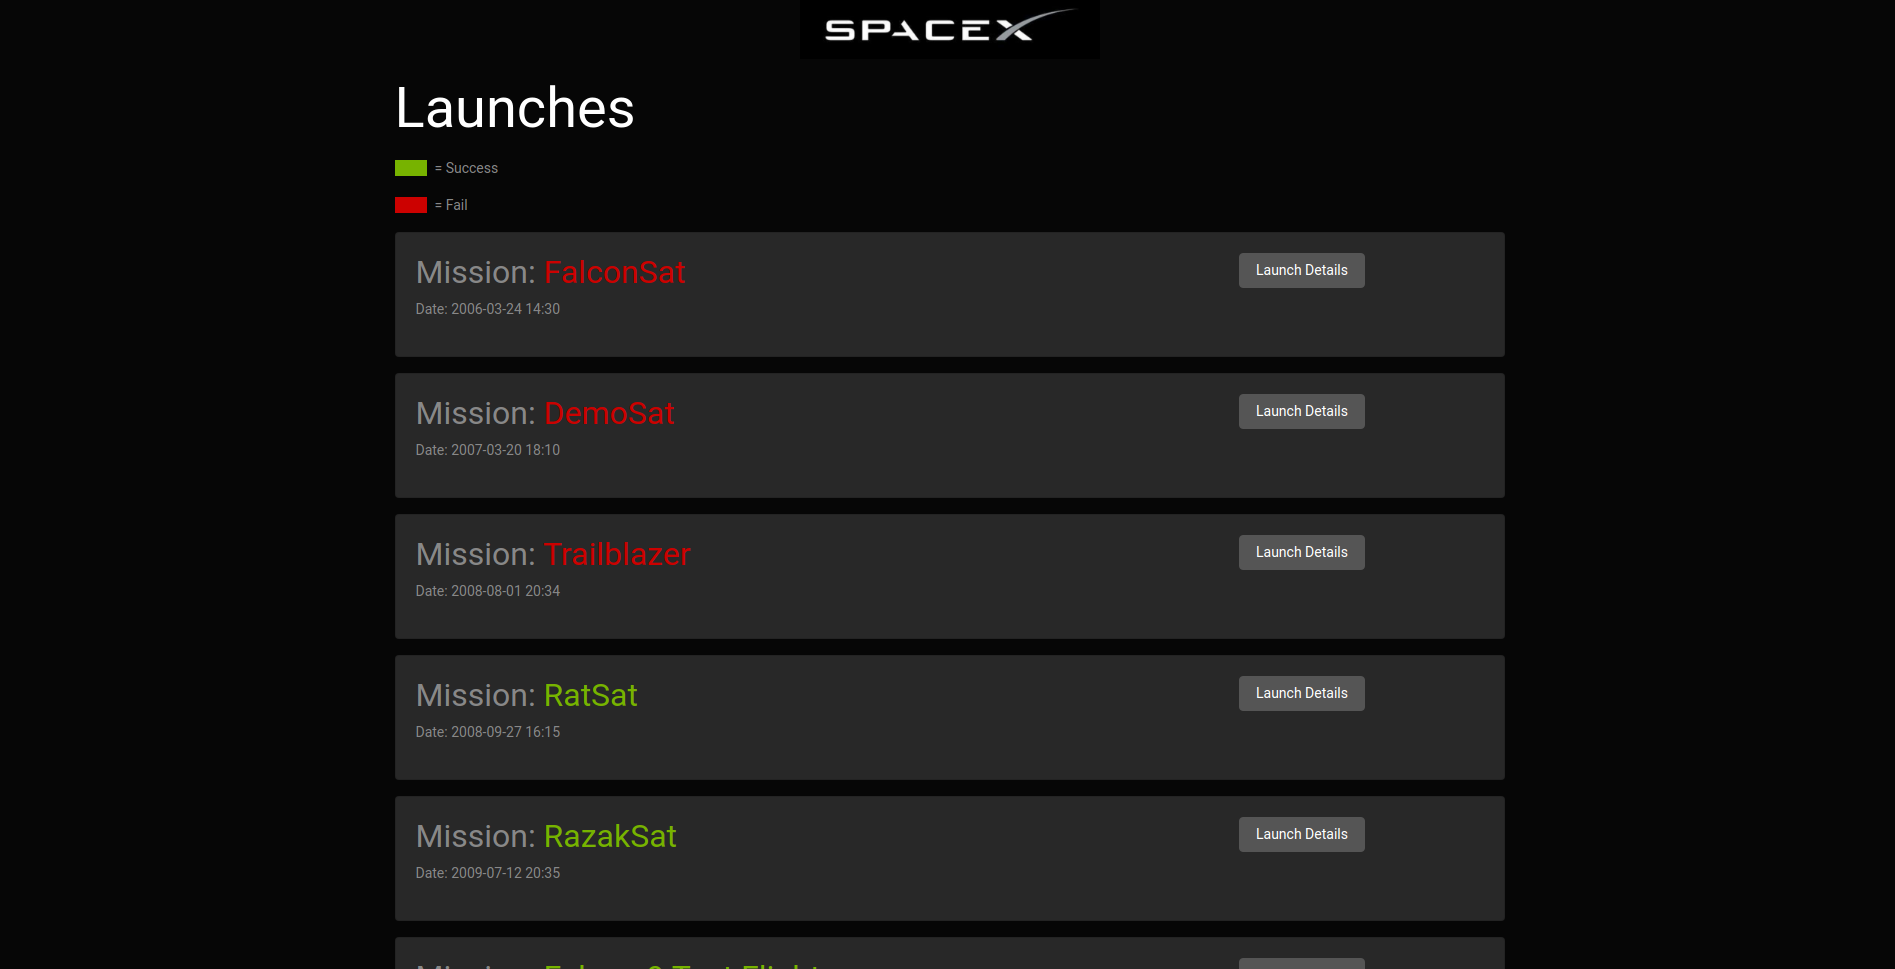 SPACEX
Launches
= Success
= Fail
Mission: FalconSat
Launch Details
Date: 2006-03-24 14:30
Mission: DemoSat
Launch Details
Date: 2007-03-20 18:10
Mission: Trailblazer
Launch Details
Date: 2008-08-01 20:34
Mission: RatSat
Launch Details
Date: 2008-09-27 16:15
Mission: RazakSat
Launch Details
Date: 2009-07-12 20:35